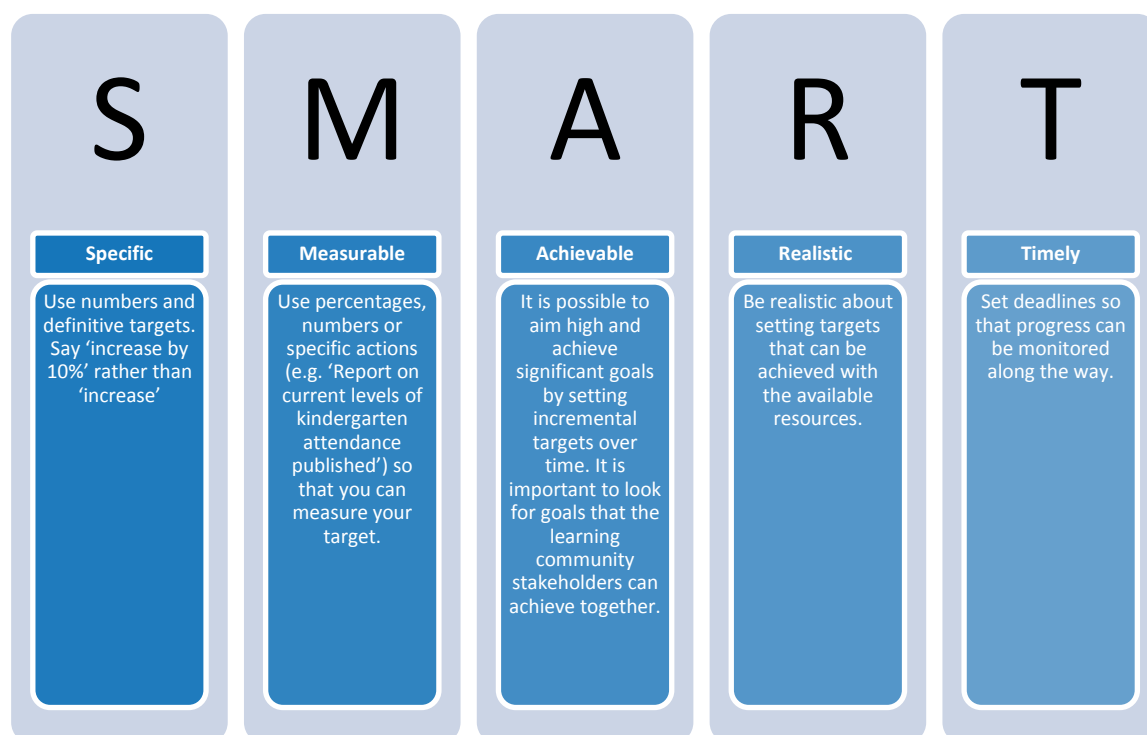 S
Specific
Use numbers and
definitive targets.
Say ‘increase by
10%’ rather than
‘increase’
M
Measurable
Use percentages,
numbers or
specific actions
(e.g. ‘Report on
current levels of
kindergarten
attendance
published’) so
that you can
measure your
target.
A
Achievable
It is possible to
aim high and
achieve
significant goals
by setting
incremental
targets over
time. It is
important to look
for goals that the
learning
community
stakeholders can
achieve together.
R
Realistic
Be realistic about
setting targets
that can be
achieved with
the available
resources.
T
Timely
Set deadlines so
that progress can
be monitored
along the way.